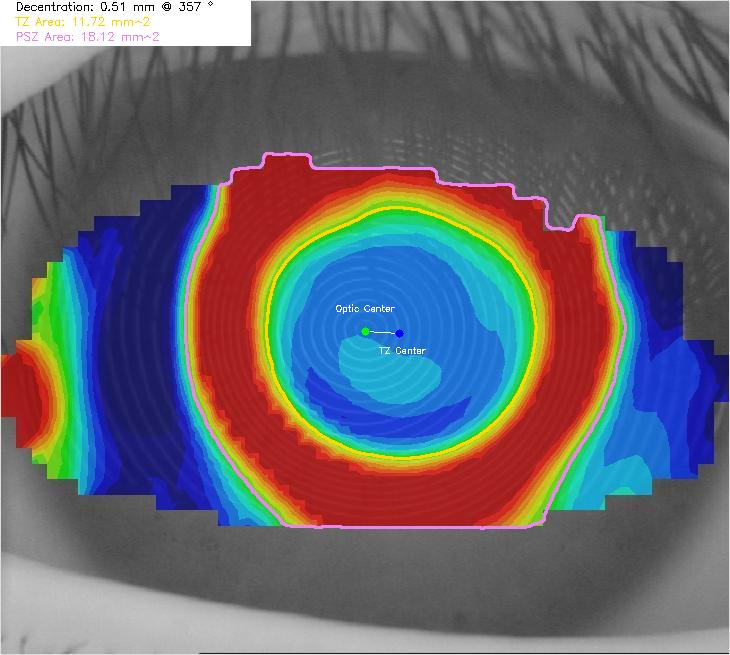 Decentration: 0.51 mm @ 357 °
TZ Area: 11.72 mm^2
PSZ Area: 18.12 mm^2
Optic Center
TZ Center